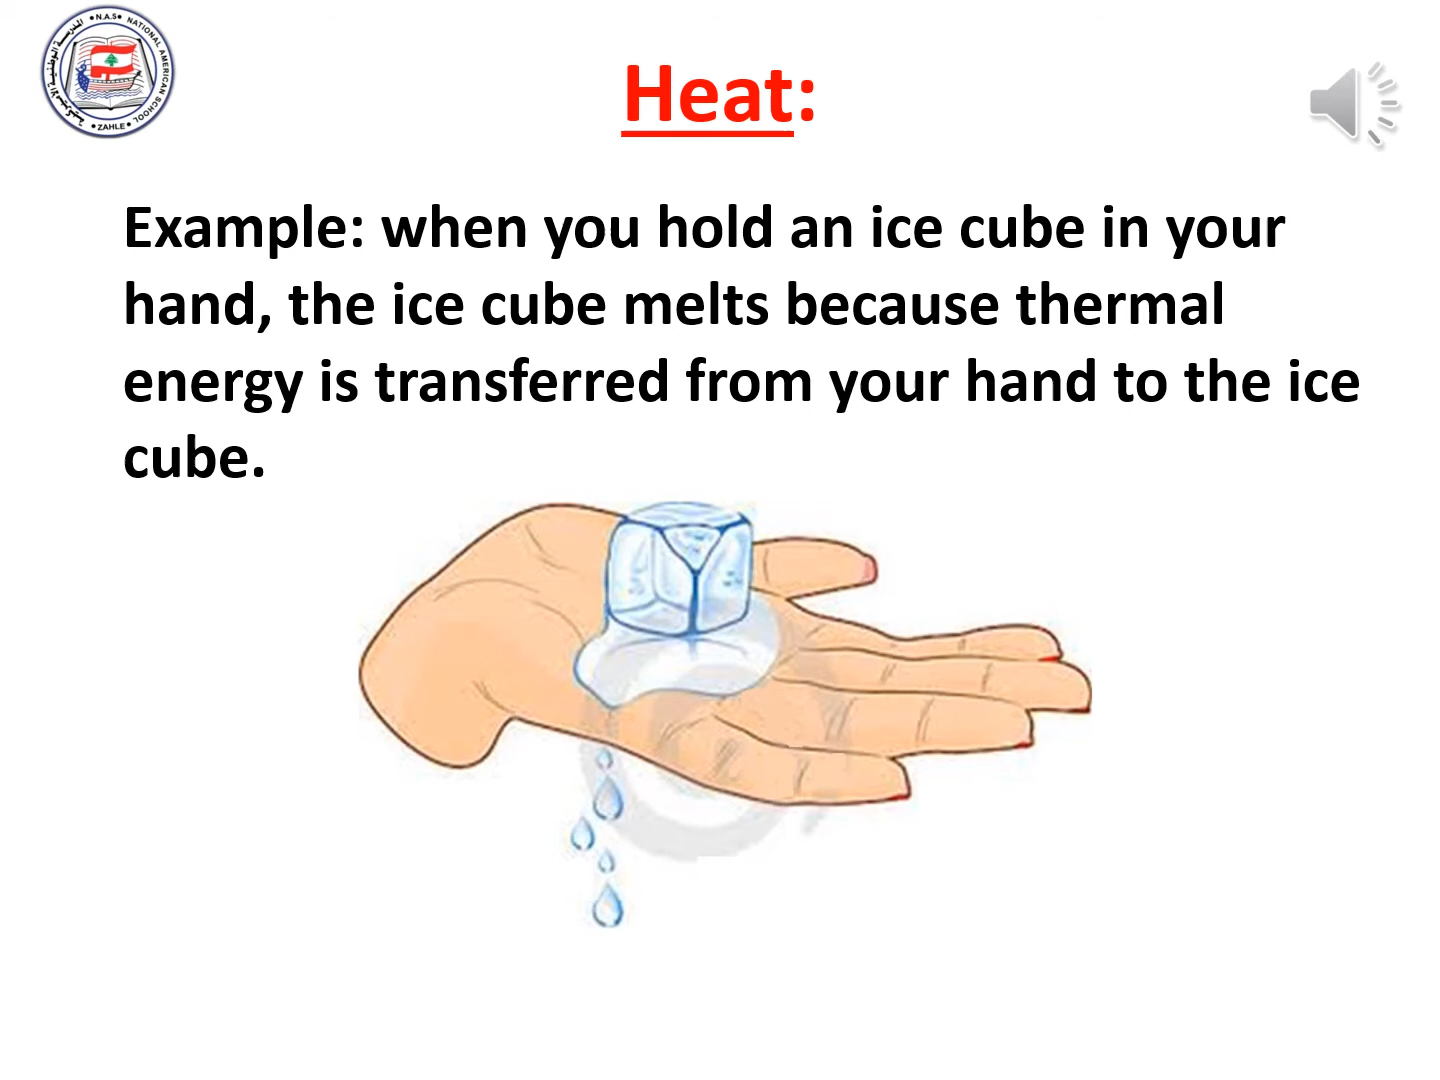 N.A.S NATIONAL AMERICAN SCHOOL
ZAHLE
Heat:
Example: when you hold an ice cube in your
hand, the ice cube melts because thermal
energy is transferred from your hand to the ice
cube.